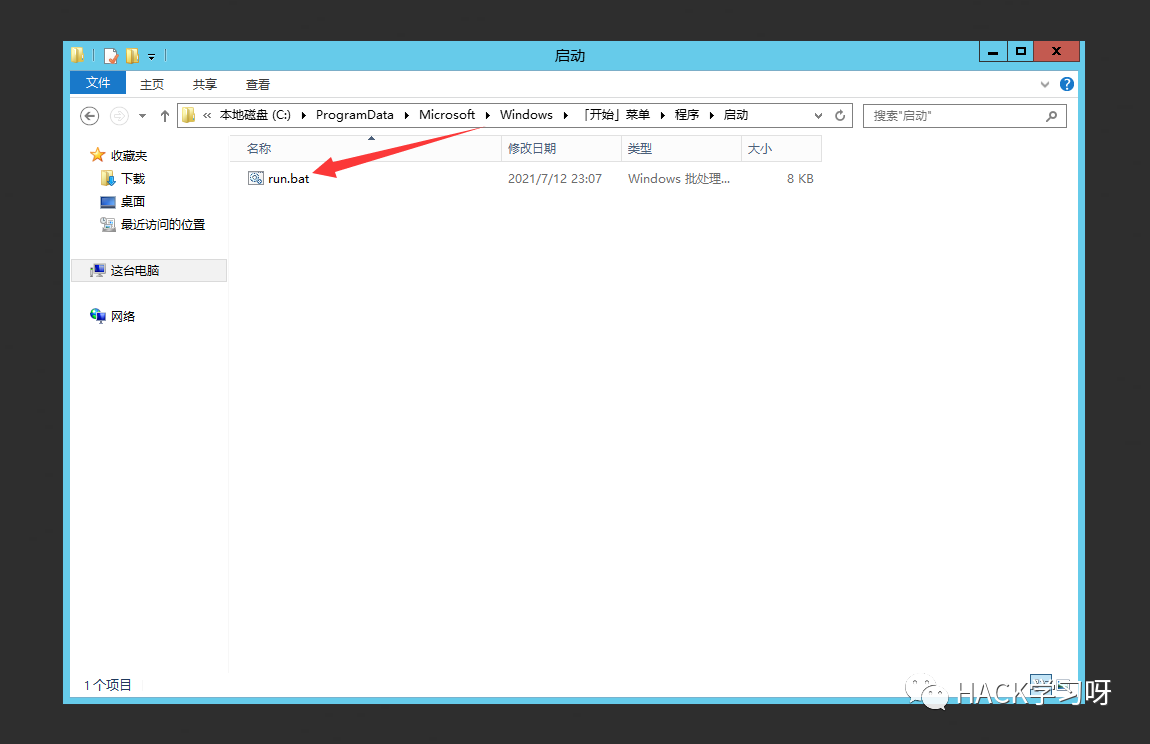 启动
文件 主页 共享 查看
« 本地磁盘 (C:) ProgramData Microsoft Windows 「开始」菜单 程序 启动
搜索"启动"
名称 修改日期 类型 大小
收藏夹
下载
桌面
最近访问的位置
这台电脑
网络
run.bat 2021/7/12 23:07 Windows 批处理... 8 KB
1 个项目
HACK学习呀